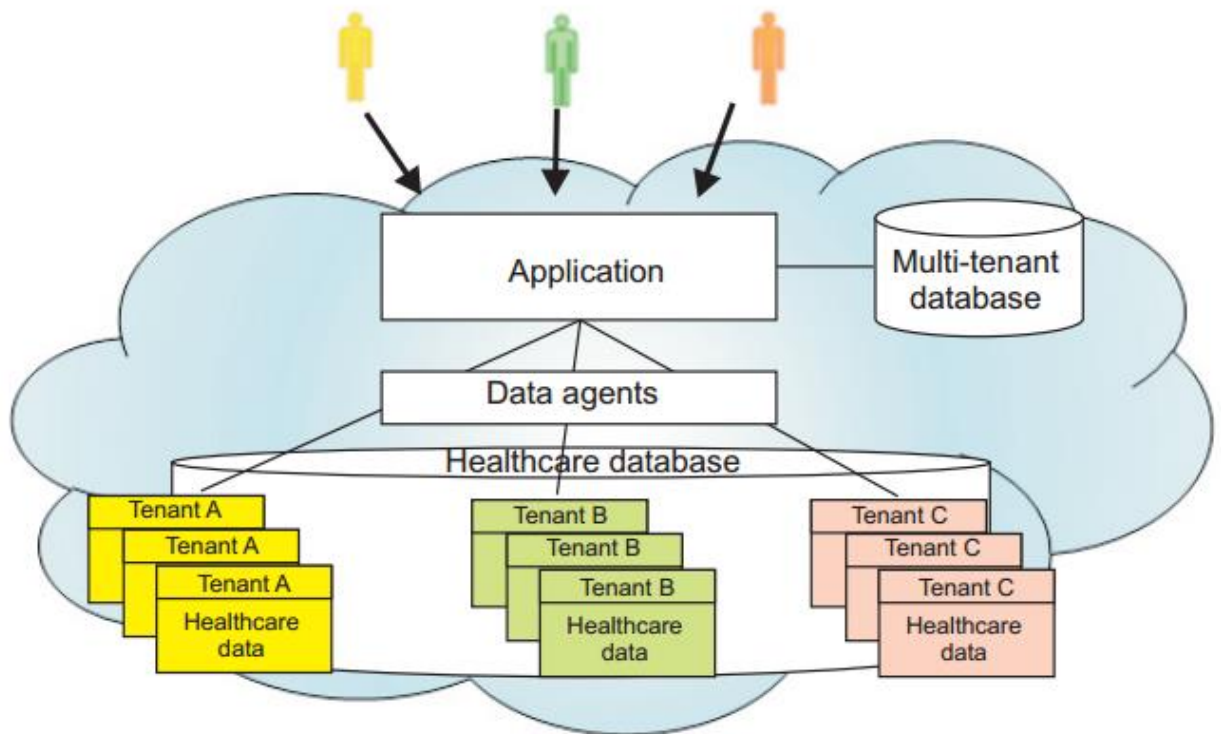 Application
Multi-tenant
database
Data agents
Healthcare database
Tenant A
Tenant A
Tenant A
Healthcare
data
Tenant B
Tenant B
Tenant B
Healthcare
data
Tenant C
Tenant C
Tenant C
Healthcare
data